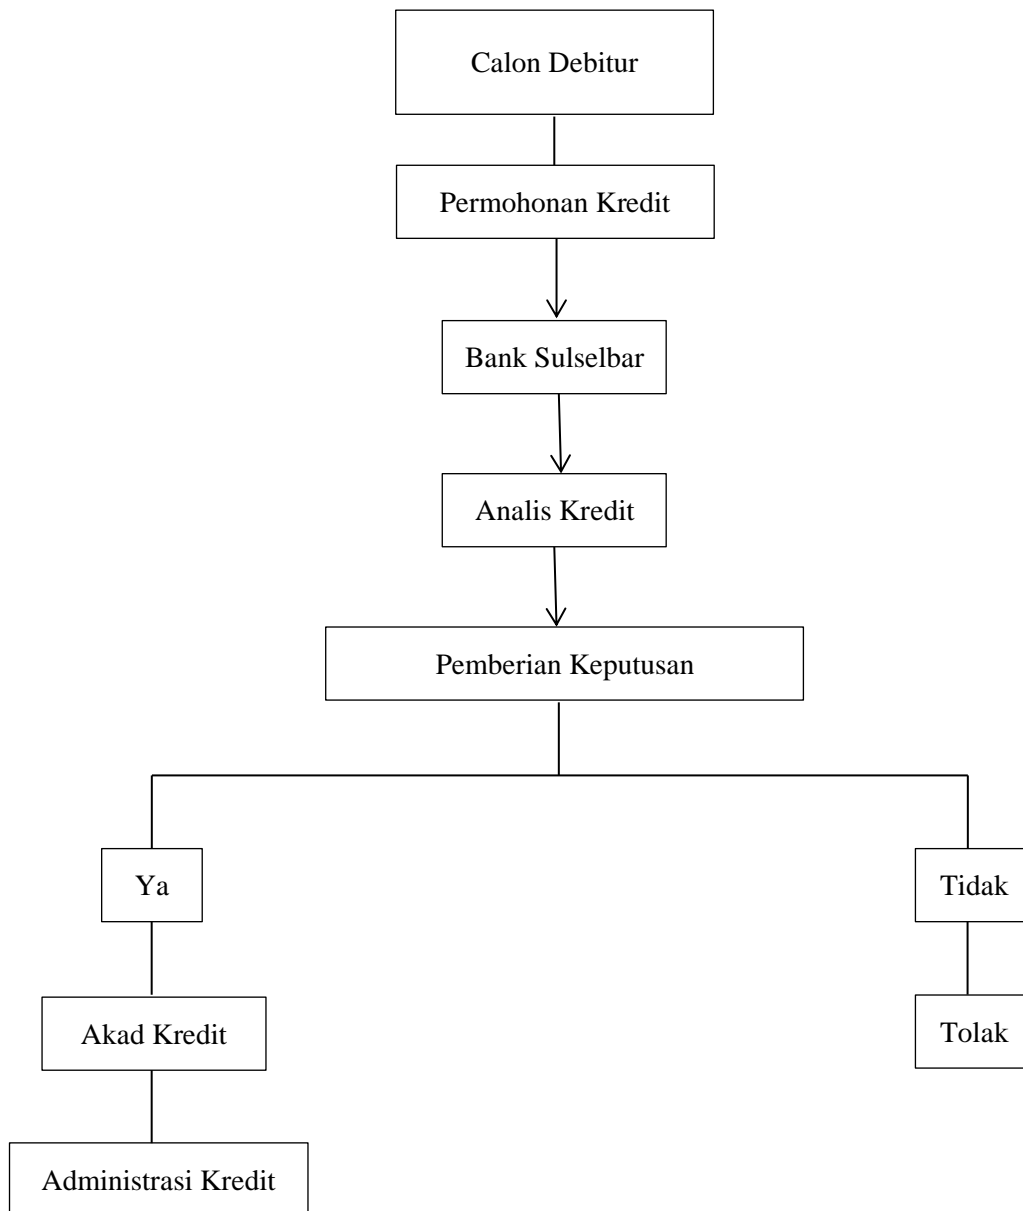 Calon Debitur
Permohonan Kredit
Bank Sulselbar
Analis Kredit
Pemberian Keputusan
Ya
Tidak
Akad Kredit
Tolak
Administrasi Kredit